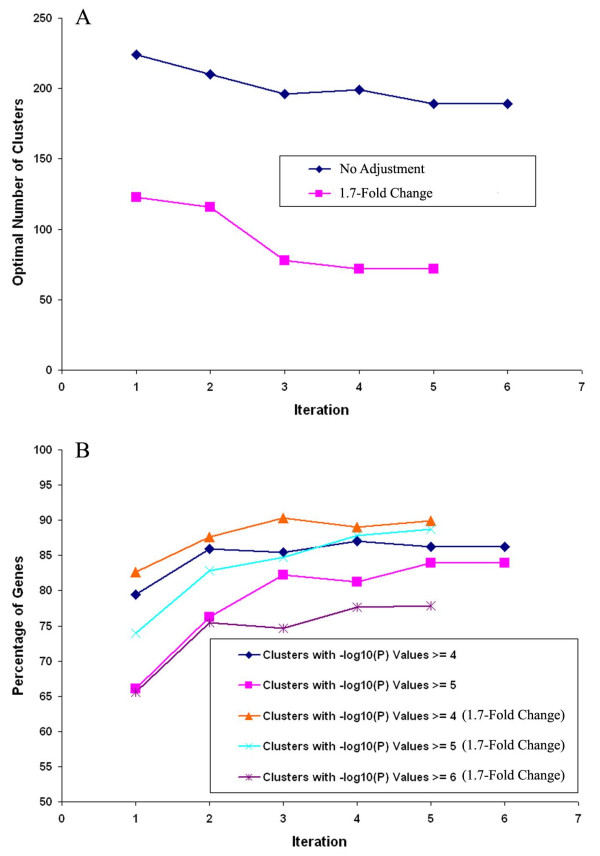 A
250
200
150
100
50
0
Optimal Number of Clusters
No Adjustment
1.7-Fold Change
0 1 2 3 4 5 6 7
Iteration
B
100
95
90
85
80
75
70
65
60
55
50
Percentage of Genes
Clusters with -log10(P) Values >= 4
Clusters with -log10(P) Values >= 5
Clusters with -log10(P) Values >= 4 (1.7-Fold Change)
Clusters with -log10(P) Values >= 5 (1.7-Fold Change)
Clusters with -log10(P) Values >= 6 (1.7-Fold Change)
0 1 2 3 4 5 6 7
Iteration